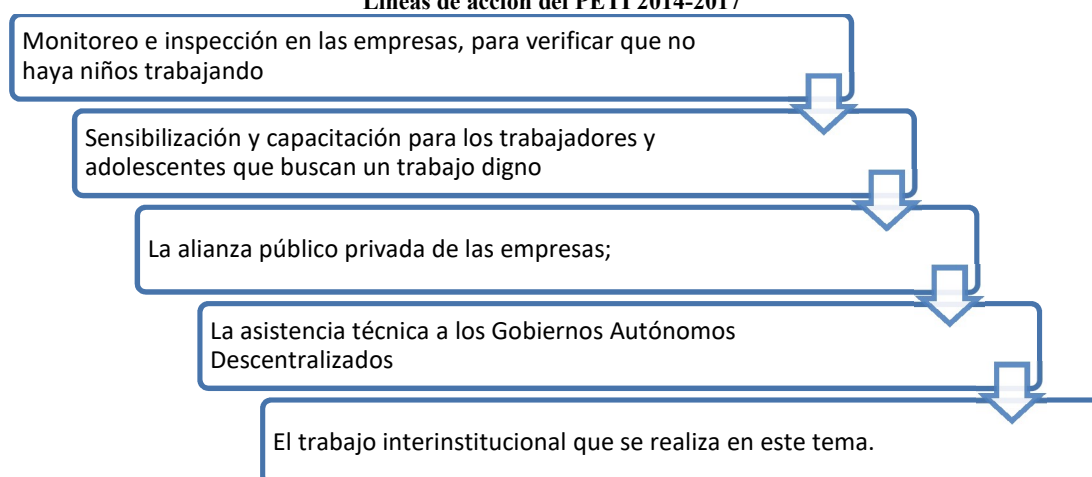 Líneas de acción del PETI 2014-2017
Monitoreo e inspección en las empresas, para verificar que no
haya niños trabajando
Sensibilización y capacitación para los trabajadores y
adolescentes que buscan un trabajo digno
La alianza público privada de las empresas;
La asistencia técnica a los Gobiernos Autónomos
Descentralizados
El trabajo interinstitucional que se realiza en este tema.